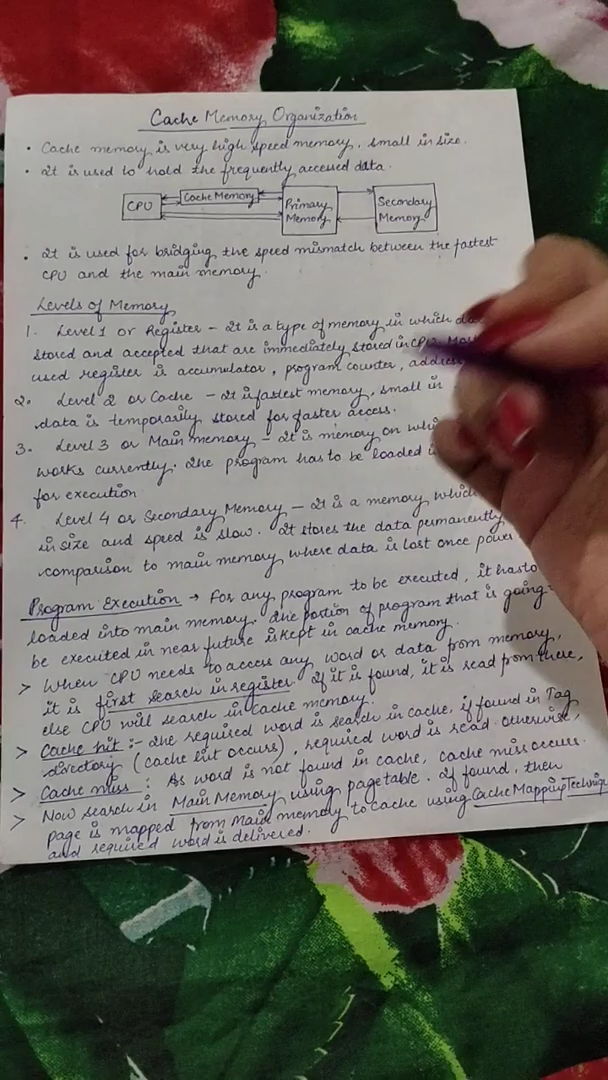 Cache Memory Organization
• Cache memory is very high speed memory, small in size.
• It is used to hold the frequently accessed data.
CPU
Cache Memory
Primary Memory
Secondary Memory
• It is used for bridging the speed mismatch between the fastest
CPU and the main memory.
Levels of Memory
1. Level 1 or Register – It is a type of memory in which
stored and accepted that are immediately stored in CPU.
used register is accumulator, program counter,
2. Level 2 or Cache – It is fastest memory, small in
data is temporarily stored for faster access.
3. Level 3 or Main memory – It is memory on
works currently. The program has to be loaded
for execution
4. Level 4 or Secondary Memory – It is a memory which
in size and speed is slow. It stores the data permanently
comparison to main memory where data is lost once power
Program Execution → For any program to be executed, it has to
loaded into main memory. The portion of program that is going
be executed in near future is kept in cache memory.
> When CPU needs to access any word or data from memory,
it is first search in register. If it is found, it is read from there,
else CPU will search in cache memory.
> Cache hit :- The required word is search in cache, if found in Tag
directory (cache hit occurs), required word is read. otherwise,
> Cache miss : As word is not found in cache, cache miss occurs.
> Now search in Main Memory using page table. If found, then
page is mapped from main memory to cache using Cache Mapping
and required word is delivered.